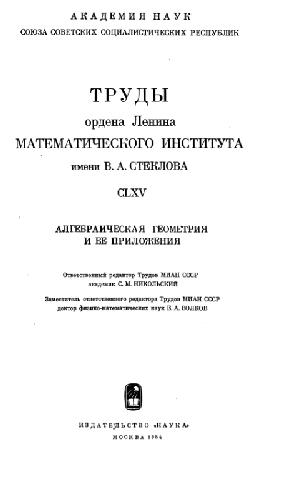 АКАДЕМИЯ НАУК
СОЮЗА СОВЕТСКИХ СОЦИАЛИСТИЧЕСКИХ РЕСПУБЛИК
ТРУДЫ
ордена Ленина
МАТЕМАТИЧЕСКОГО ИНСТИТУТА
имени В. А. СТЕКЛОВА
CLXV
АЛГЕБРАИЧЕСКАЯ ГЕОМЕТРИЯ
И ЕЕ ПРИЛОЖЕНИЯ
Ответственный редактор Трудов МИАН СССР
академик С. М. НИКОЛЬСКИЙ
Заместитель ответственного редактора Трудов МИАН СССР
доктор физико-математических наук Е. А. ВОЛКОВ
ИЗДАТЕЛЬСТВО «НАУКА»
МОСКВА 1984